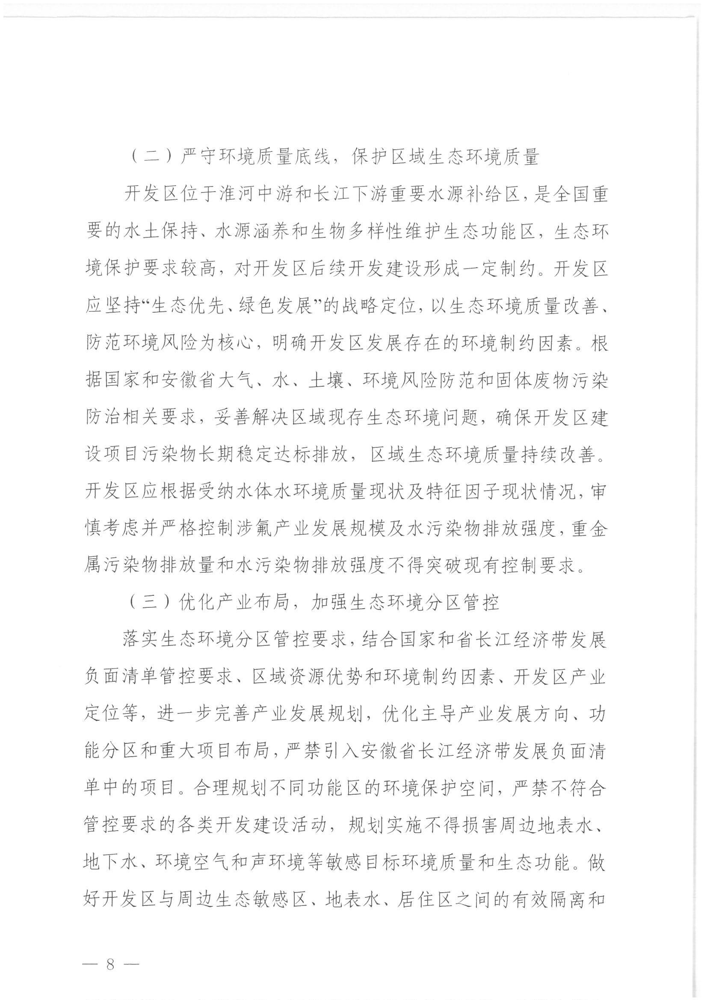 （二）严守环境质量底线，保护区域生态环境质量
开发区位于淮河中游和长江下游重要水源补给区，是全国重
要的水土保持、水源涵养和生物多样性维护生态功能区，生态环
境保护要求较高，对开发区后续开发建设形成一定制约。开发区
应坚持“生态优先、绿色发展”的战略定位，以生态环境质量改善、
防范环境风险为核心，明确开发区发展存在的环境制约因素。根
据国家和安徽省大气、水、土壤、环境风险防范和固体废物污染
防治相关要求，妥善解决区域现存生态环境问题，确保开发区建
设项目污染物长期稳定达标排放，区域生态环境质量持续改善。
开发区应根据受纳水体水环境质量现状及特征因子现状情况，审
慎考虑并严格控制涉氟产业发展规模及水污染物排放强度，重金
属污染物排放量和水污染物排放强度不得突破现有控制要求。
（三）优化产业布局，加强生态环境分区管控
落实生态环境分区管控要求，结合国家和省长江经济带发展
负面清单管控要求、区域资源优势和环境制约因素、开发区产业
定位等，进一步完善产业发展规划，优化主导产业发展方向、功
能分区和重大项目布局，严禁引入安徽省长江经济带发展负面清
单中的项目。合理规划不同功能区的环境保护空间，严禁不符合
管控要求的各类开发建设活动，规划实施不得损害周边地表水、
地下水、环境空气和声环境等敏感目标环境质量和生态功能。做
好开发区与周边生态敏感区、地表水、居住区之间的有效隔离和
— 8 —